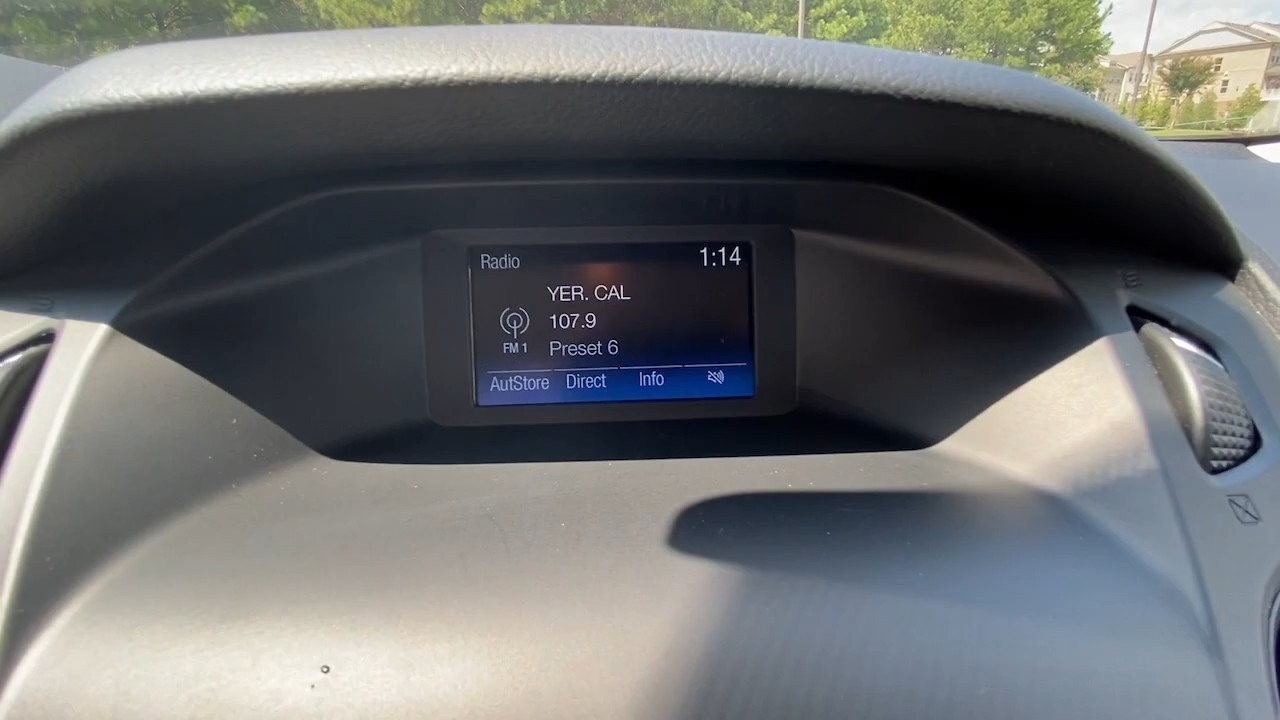 Radio 1:14
YER. CAL
107.9
FM 1 Preset 6
AutStore Direct Info